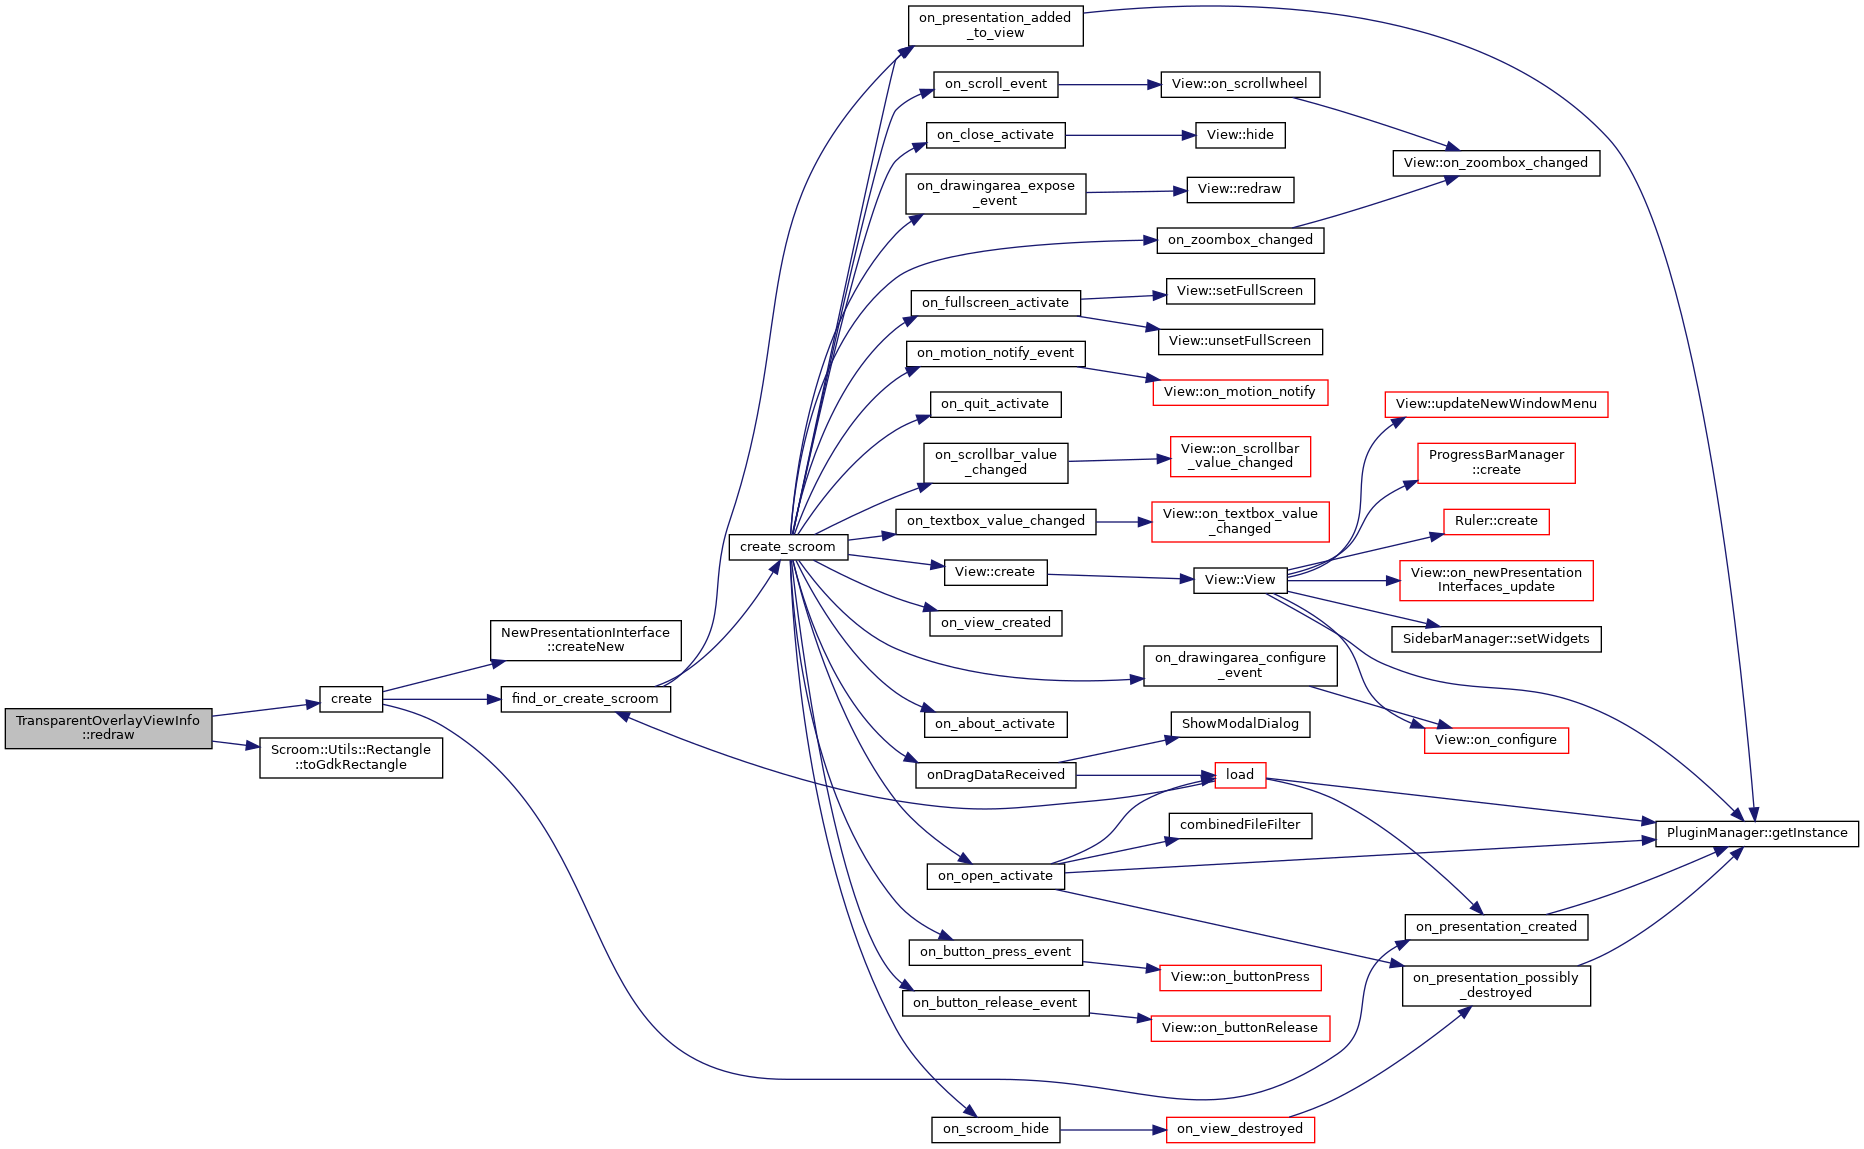 TransparentOverlayViewInfo
::redraw
create
Scroom::Utils::Rectangle
::toGdkRectangle
NewPresentationInterface
::createNew
find_or_create_scroom
create_scroom
on_presentation_added
_to_view
on_scroll_event
on_close_activate
on_drawingarea_expose
_event
on_zoombox_changed
on_fullscreen_activate
on_motion_notify_event
on_quit_activate
on_scrollbar_value
_changed
on_textbox_value_changed
View::create
on_view_created
on_drawingarea_configure
_event
on_about_activate
onDragDataReceived
on_open_activate
on_button_press_event
on_button_release_event
on_scroom_hide
View::on_scrollwheel
View::hide
View::redraw
View::setFullScreen
View::unsetFullScreen
View::on_motion_notify
View::on_scrollbar
_value_changed
View::on_textbox_value
_changed
View::View
ShowModalDialog
load
combinedFileFilter
View::on_buttonPress
View::on_buttonRelease
on_view_destroyed
View::on_zoombox_changed
View::updateNewWindowMenu
ProgressBarManager
::create
Ruler::create
View::on_newPresentation
Interfaces_update
SidebarManager::setWidgets
View::on_configure
on_presentation_created
on_presentation_possibly
_destroyed
PluginManager::getInstance